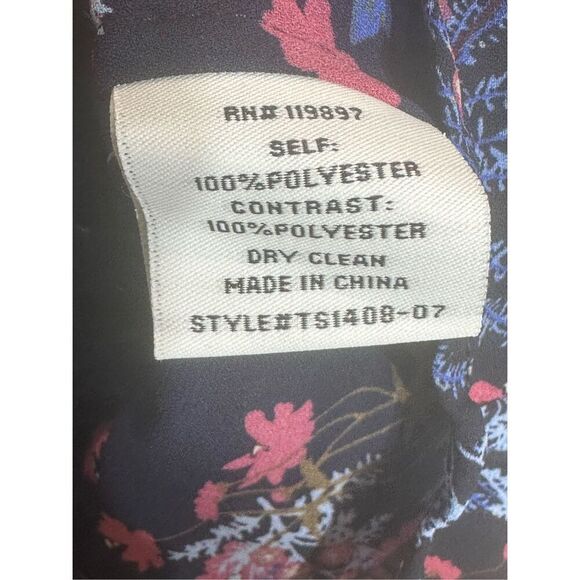 RN# 119897
SELF:
100%POLYESTER
CONTRAST:
100%POLYESTER
DRY CLEAN
MADE IN CHINA
STYLE#TS1408-07